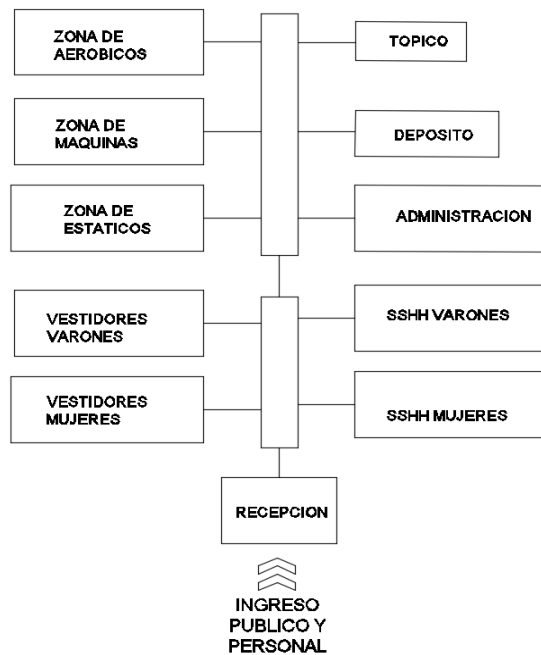 ZONA DE
AEROBICOS
TOPICO
ZONA DE
MAQUINAS
DEPOSITO
ZONA DE
ESTATICOS
ADMINISTRACION
VESTIDORES
VARONES
SSHH VARONES
VESTIDORES
MUJERES
SSHH MUJERES
RECEPCION
INGRESO
PUBLICO Y
PERSONAL